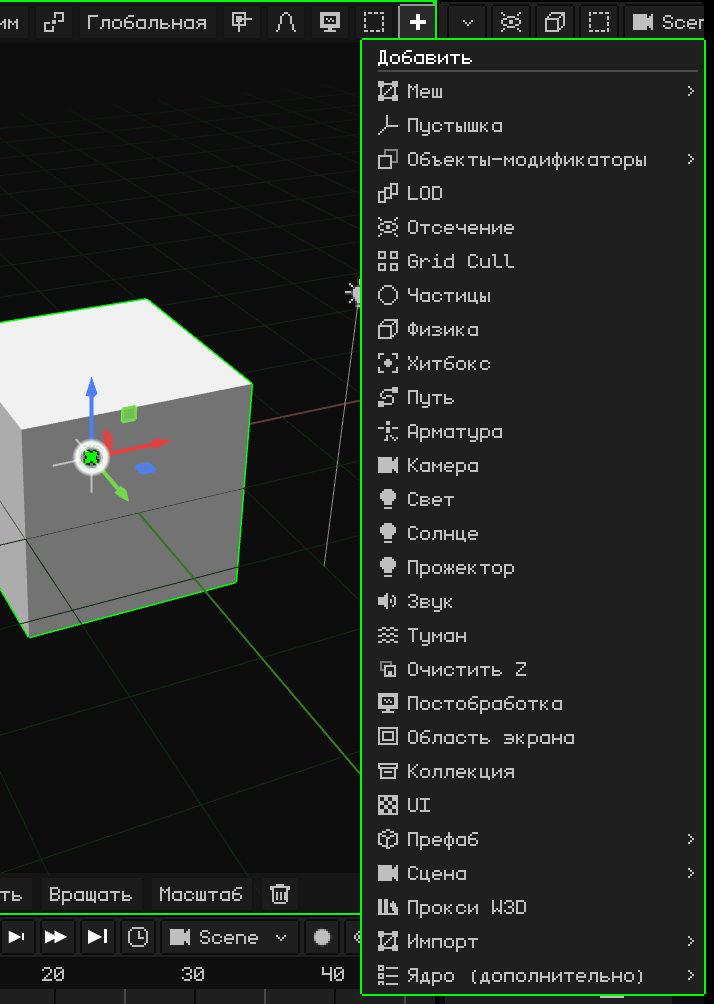 Глобальная
Scen
Добавить
Меш
Пустышка
Объекты-модификаторы
LOD
Отсечение
Grid Cull
Частицы
Физика
Хитбокс
Путь
Арматура
Камера
Свет
Солнце
Прожектор
Звук
Туман
Очистить Z
Постобработка
Область экрана
Коллекция
UI
Префаб
Сцена
Прокси W3D
Импорт
Ядро (дополнительно)
ть Вращать Масштаб
Scene
20 30 40